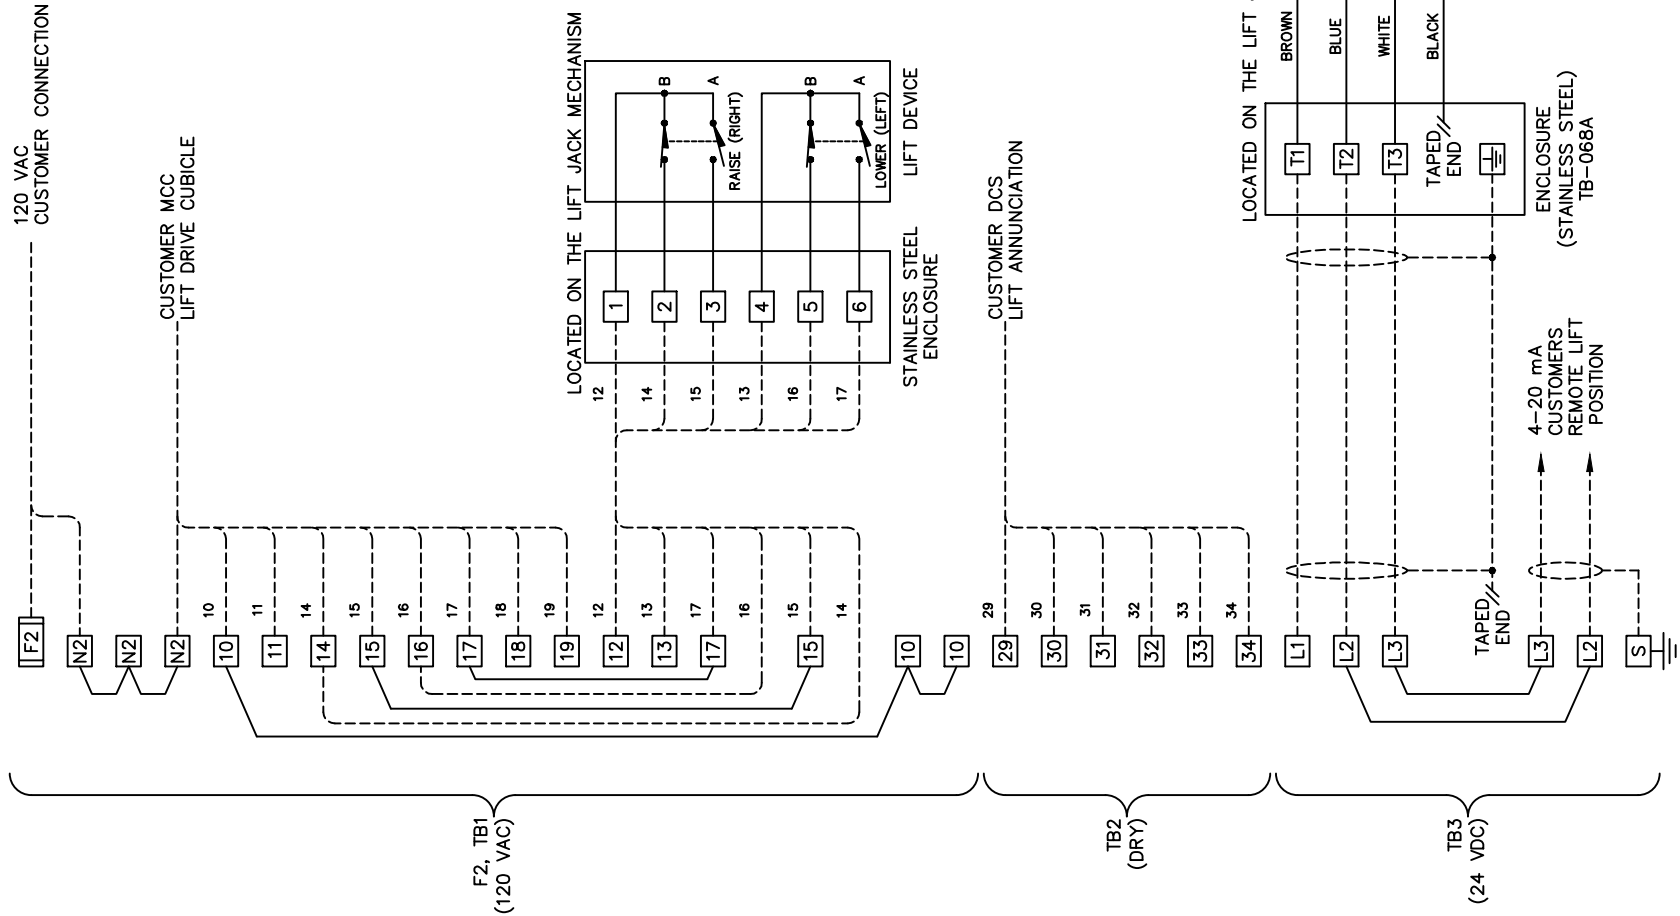 120 VAC
CUSTOMER CONNECTION
F2
N2
N2
N2
CUSTOMER MCC
LIFT DRIVE CUBICLE
10
11
14
15
16
17
18
19
10
11
14
15
16
17
18
19
12
13
17
16
15
14
12
13
17
15
10
10
LOCATED ON THE LIFT JACK MECHANISM
12
14
15
13
16
17
1
2
3
4
5
6
STAINLESS STEEL
ENCLOSURE
B
A
RAISE (RIGHT)
B
A
LOWER (LEFT)
LIFT DEVICE
CUSTOMER DCS
LIFT ANNUNCIATION
29
30
31
32
33
34
29
30
31
32
33
34
LOCATED ON THE LIFT
BROWN
BLUE
WHITE
BLACK
T1
T2
T3
TAPED
END
ENCLOSURE
(STAINLESS STEEL)
TB-068A
4-20 mA
CUSTOMERS
REMOTE LIFT
POSITION
L1
L2
L3
TAPED
END
L3
L2
S
F2, TB1
(120 VAC)
TB2
(DRY)
TB3
(24 VDC)